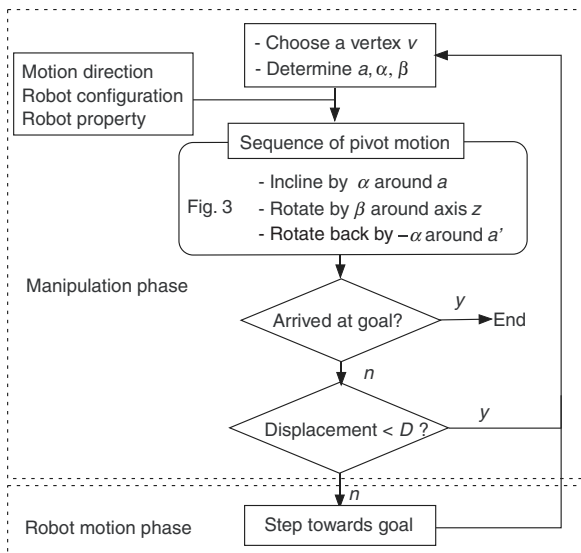 - Choose a vertex v
- Determine a, α, β
Motion direction
Robot configuration
Robot property
Sequence of pivot motion
Fig. 3
- Incline by α around a
- Rotate by β around axis z
- Rotate back by –α around a’
Manipulation phase
Arrived at goal?
y
End
n
Displacement < D ?
y
n
Robot motion phase
Step towards goal